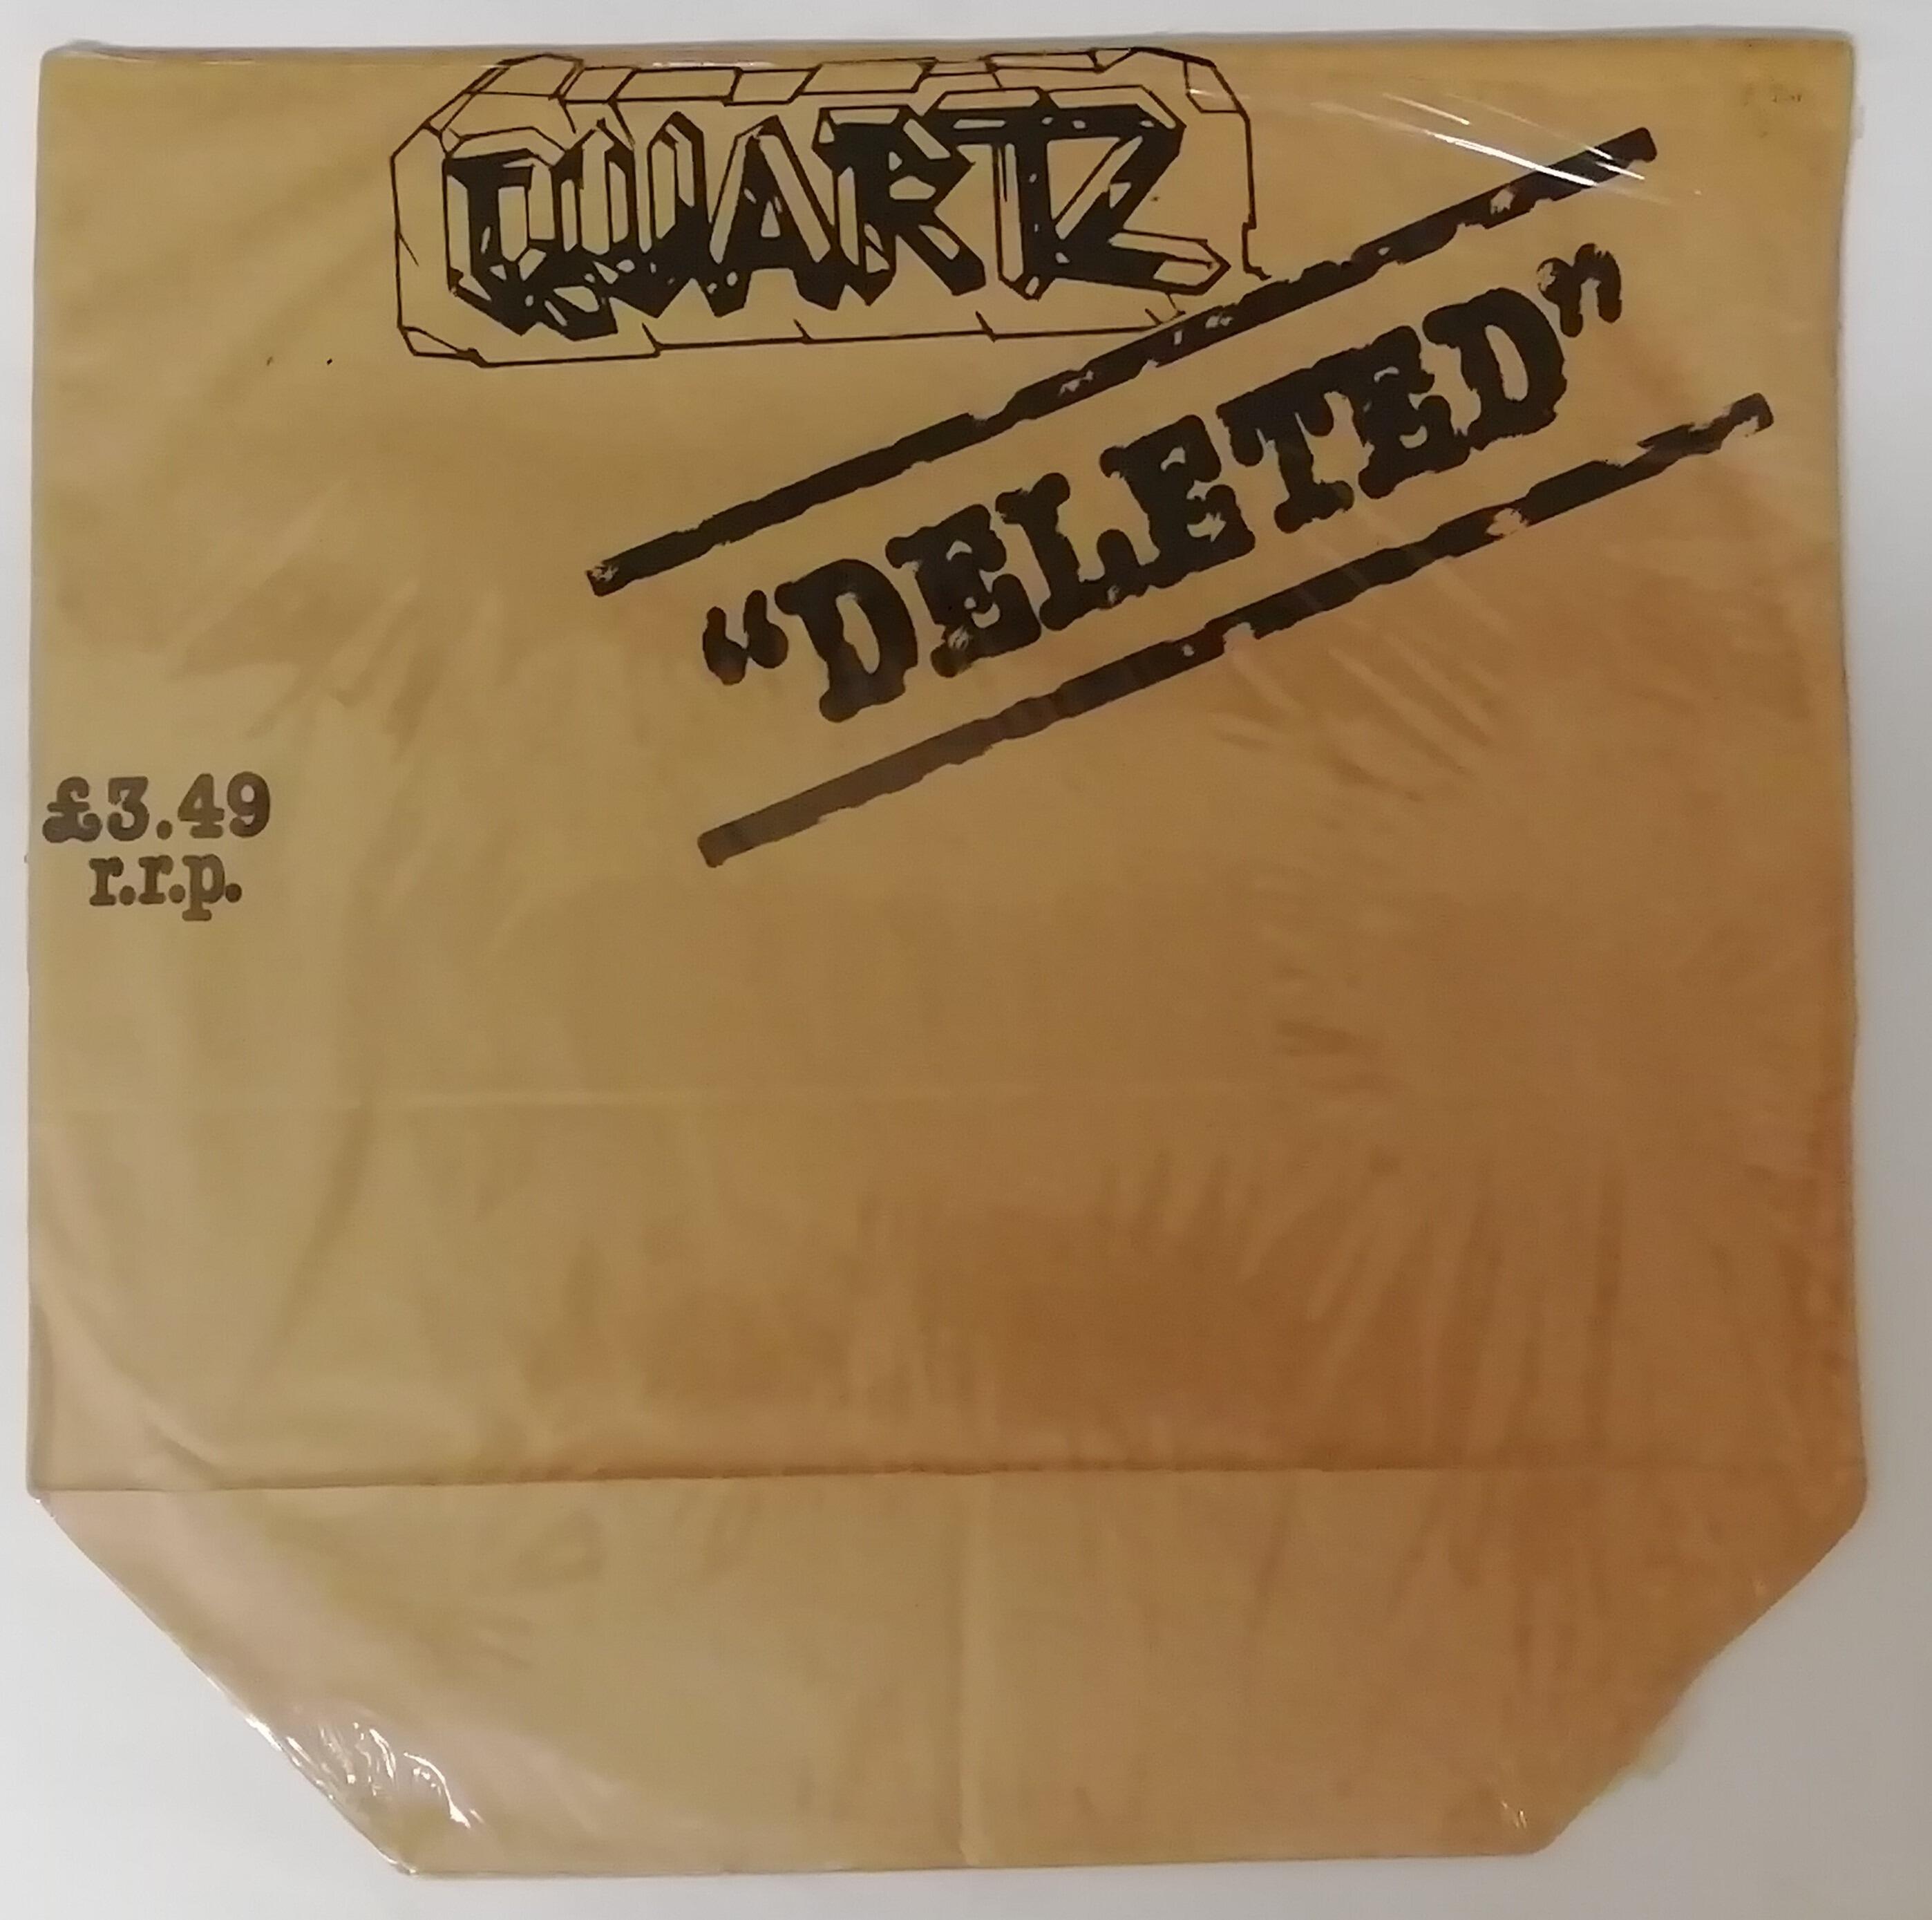 QUARTZ
“DELETED”
£3.49
r.r.p.